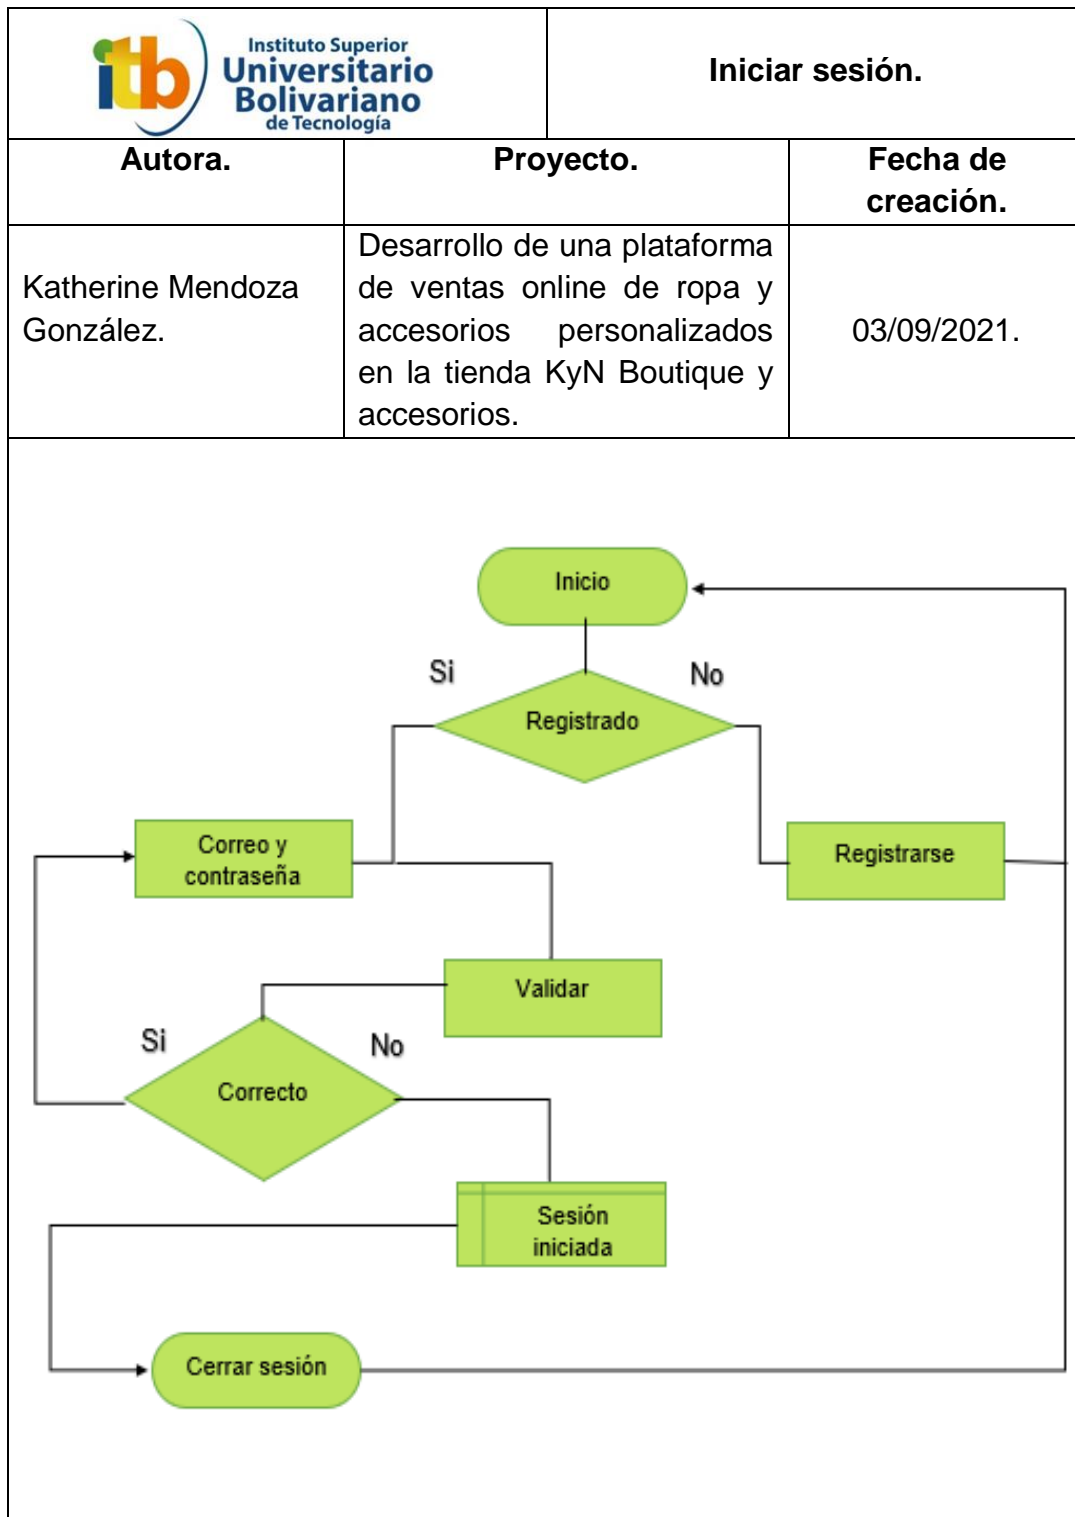 itb
Instituto Superior
Universitario
Bolivariano
de Tecnología
Iniciar sesión.
Autora.
Proyecto.
Fecha de
creación.
Katherine Mendoza
González.
Desarrollo de una plataforma
de ventas online de ropa y
accesorios personalizados
en la tienda KyN Boutique y
accesorios.
03/09/2021.
Inicio
Si
No
Registrado
Correo y
contraseña
Registrarse
Validar
Si
No
Correcto
Sesión
iniciada
Cerrar sesión